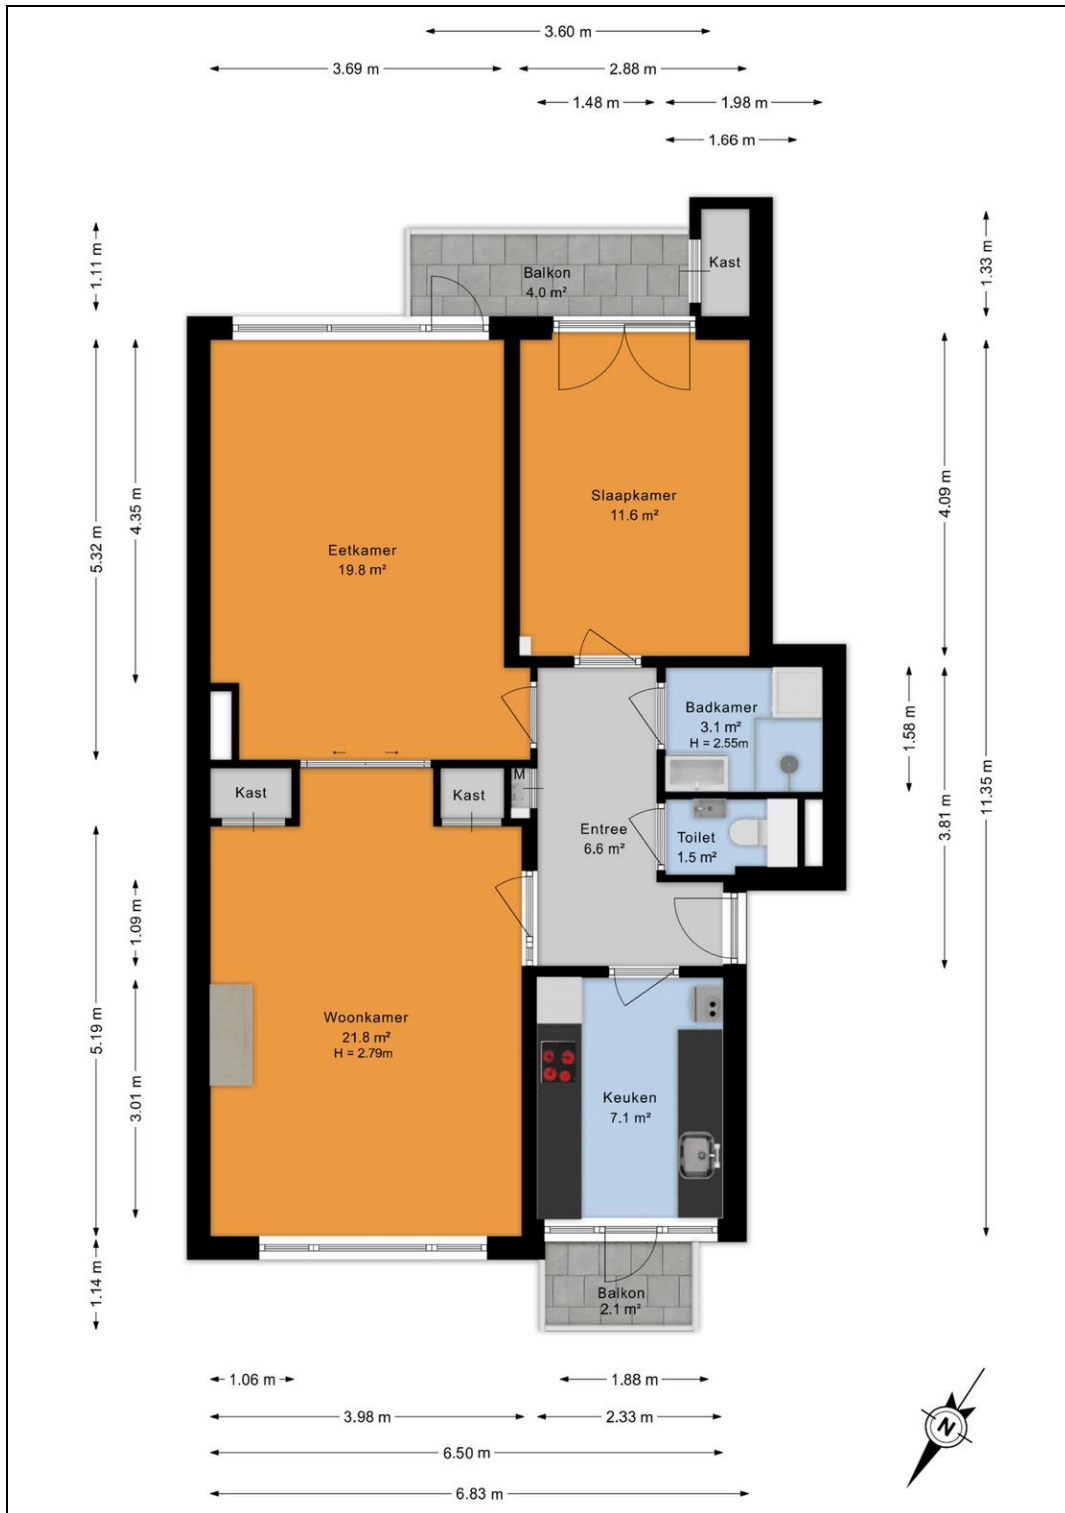 3.60 m
3.69 m
2.88 m
1.48 m
1.98 m
1.66 m
1.11 m
1.33 m
Kast
Balkon
4.0 m²
5.32 m
4.35 m
4.09 m
Slaapkamer
11.6 m²
Eetkamer
19.8 m²
11.35 m
Badkamer
3.1 m²
H = 2.55m
1.58 m
3.81 m
M
Kast
Kast
Entree
6.6 m²
Toilet
1.5 m²
1.09 m
5.19 m
3.01 m
Woonkamer
21.8 m²
H = 2.79m
Keuken
7.1 m²
1.14 m
Balkon
2.1 m²
1.06 m
1.88 m
3.98 m
2.33 m
6.50 m
6.83 m
N